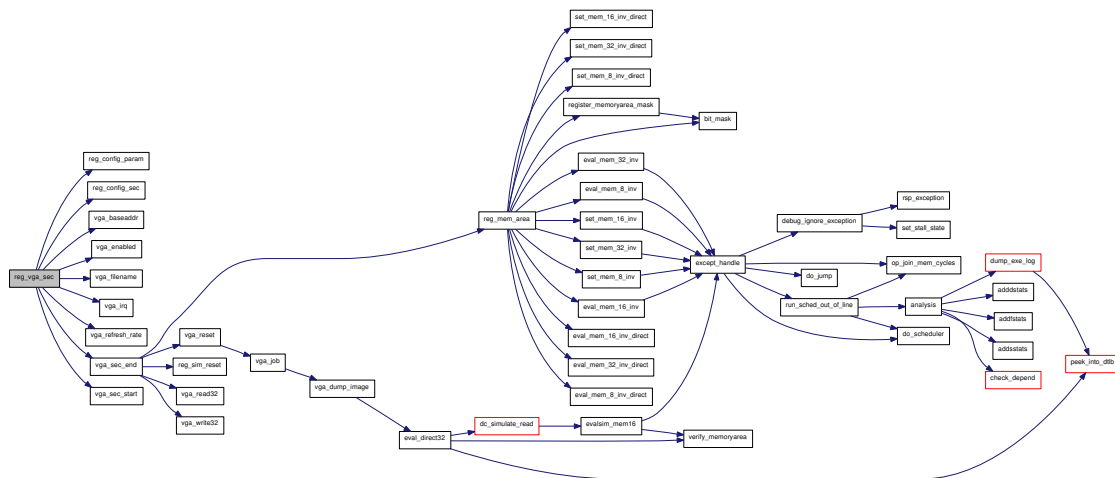 reg_vga_sec
reg_config_param
reg_config_sec
vga_baseaddr
vga_enabled
vga_filename
vga_irq
vga_refresh_rate
vga_sec_end
vga_sec_start
vga_reset
reg_sim_reset
vga_read32
vga_write32
vga_job
vga_dump_image
eval_direct32
reg_mem_area
dc_simulate_read
set_mem_16_inv_direct
set_mem_32_inv_direct
set_mem_8_inv_direct
register_memoryarea_mask
eval_mem_32_inv
eval_mem_8_inv
set_mem_16_inv
set_mem_32_inv
set_mem_8_inv
eval_mem_16_inv
eval_mem_16_inv_direct
eval_mem_32_inv_direct
eval_mem_8_inv_direct
evalsim_mem16
bit_mask
except_handle
verify_memoryarea
debug_ignore_exception
do_jump
run_sched_out_of_line
rsp_exception
set_stall_state
op_join_mem_cycles
analysis
do_scheduler
dump_exe_log
adddstats
addfstats
addsstats
check_depend
peek_into_dtlb